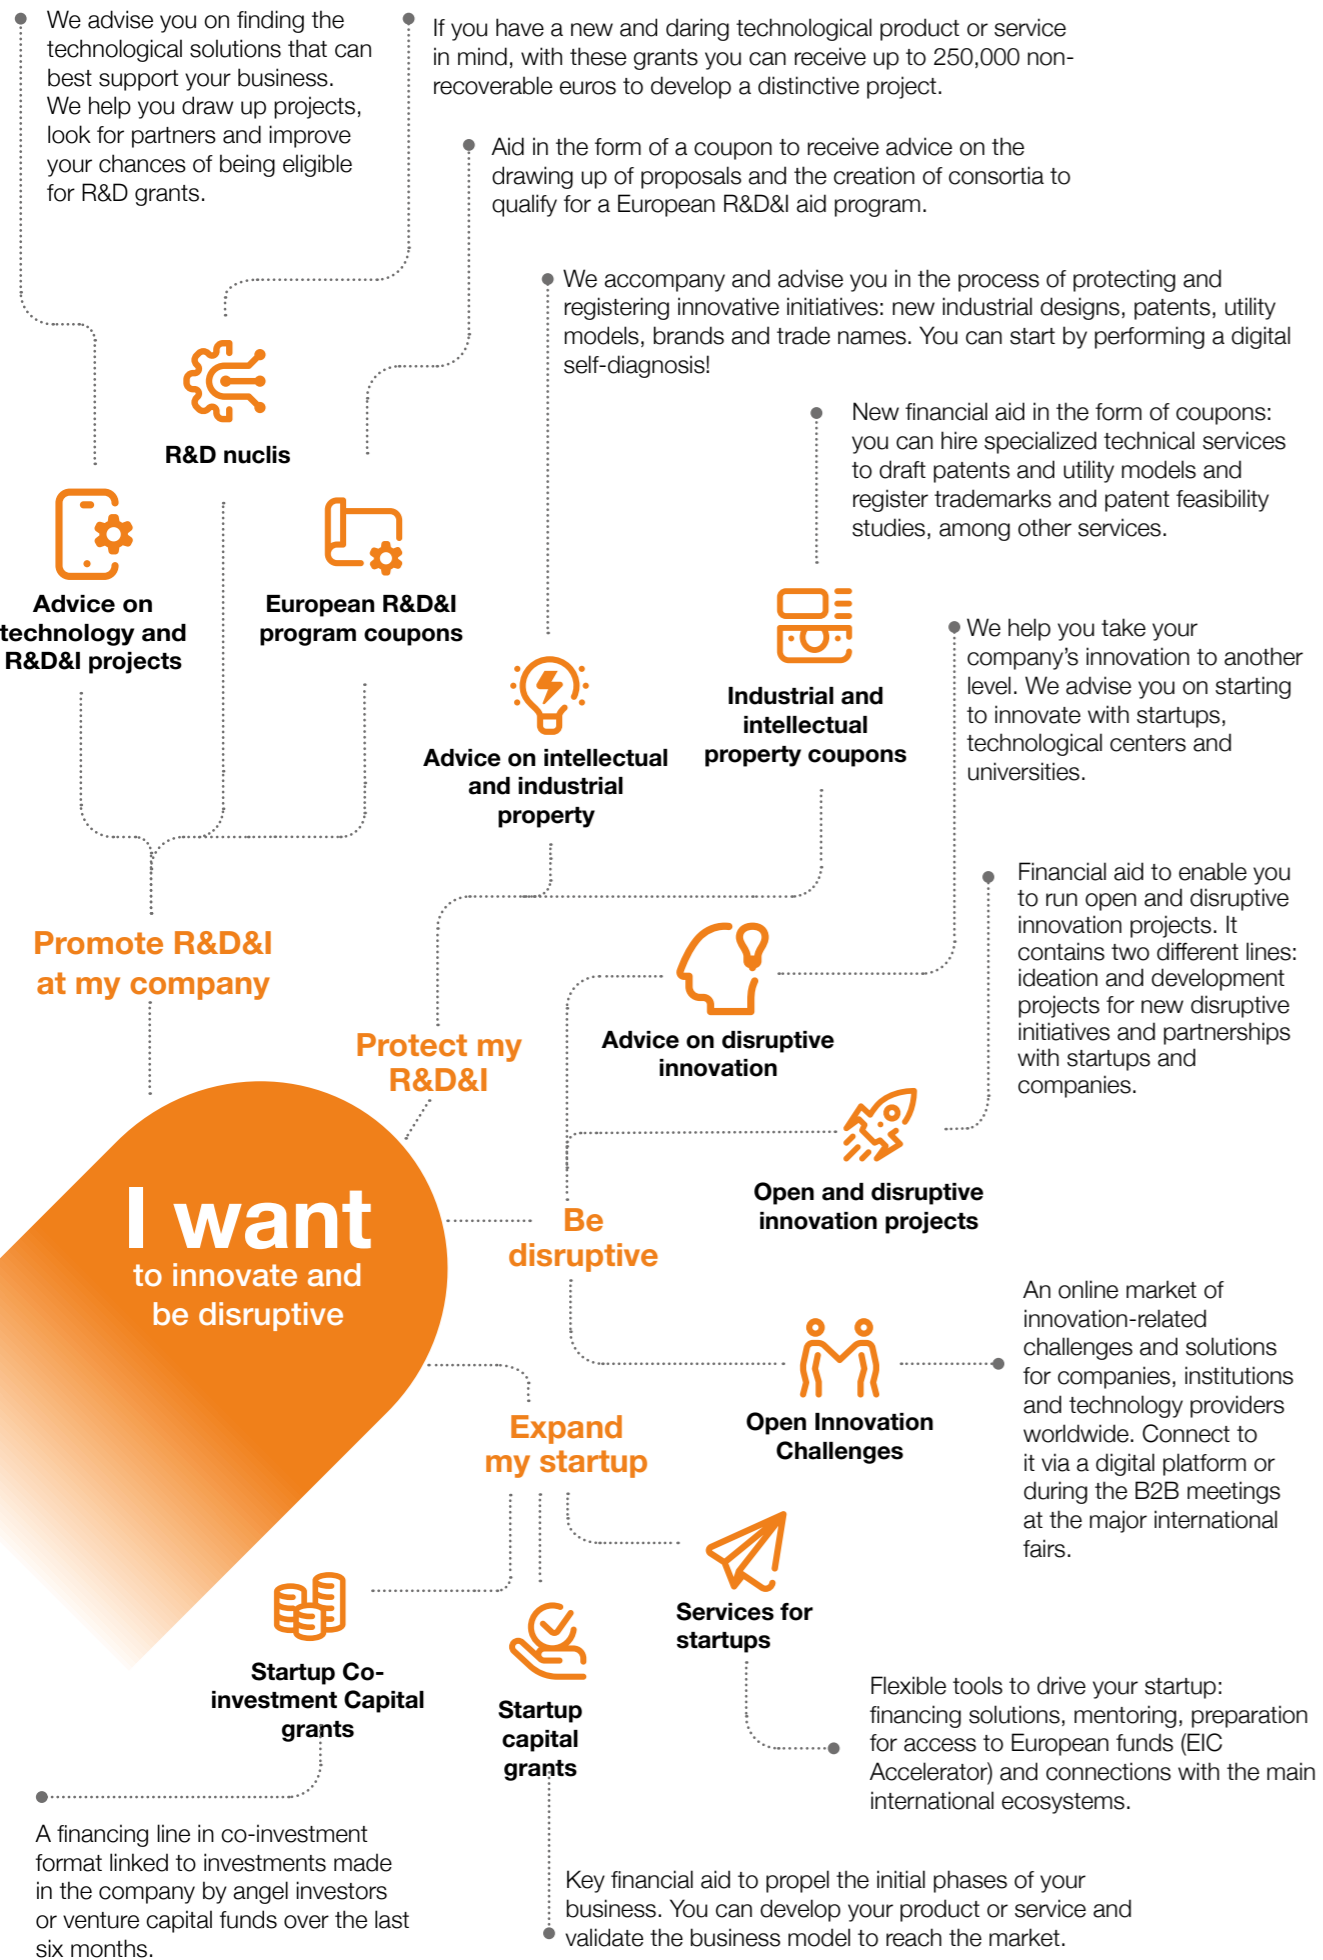 We advise you on finding the
technological solutions that can
best support your business.
We help you draw up projects,
look for partners and improve
your chances of being eligible
for R&D grants.
If you have a new and daring technological product or service
in mind, with these grants you can receive up to 250,000 non-
recoverable euros to develop a distinctive project.
Aid in the form of a coupon to receive advice on the
drawing up of proposals and the creation of consortia to
qualify for a European R&D&I aid program.
We accompany and advise you in the process of protecting and
registering innovative initiatives: new industrial designs, patents, utility
models, brands and trade names. You can start by performing a digital
self-diagnosis!
New financial aid in the form of coupons:
you can hire specialized technical services
to draft patents and utility models and
register trademarks and patent feasibility
studies, among other services.
R&D nuclis
Advice on
technology and
R&D&I projects
European R&D&I
program coupons
Advice on intellectual
and industrial
property
Industrial and
intellectual
property coupons
We help you take your
company's innovation to another
level. We advise you on starting
to innovate with startups,
technological centers and
universities.
Financial aid to enable you
to run open and disruptive
innovation projects. It
contains two different lines:
ideation and development
projects for new disruptive
initiatives and partnerships
with startups and
companies.
Promote R&D&I
at my company
Protect my
R&D&I
Advice on disruptive
innovation
Open and disruptive
innovation projects
I want
to innovate and
be disruptive
Be
disruptive
An online market of
innovation-related
challenges and solutions
for companies, institutions
and technology providers
worldwide. Connect to
it via a digital platform or
during the B2B meetings
at the major international
fairs.
Open Innovation
Challenges
Expand
my startup
Services for
startups
Startup Co-
investment Capital
grants
Startup
capital
grants
Flexible tools to drive your startup:
financing solutions, mentoring, preparation
for access to European funds (EIC
Accelerator) and connections with the main
international ecosystems.
A financing line in co-investment
format linked to investments made
in the company by angel investors
or venture capital funds over the last
six months.
Key financial aid to propel the initial phases of your
business. You can develop your product or service and
validate the business model to reach the market.